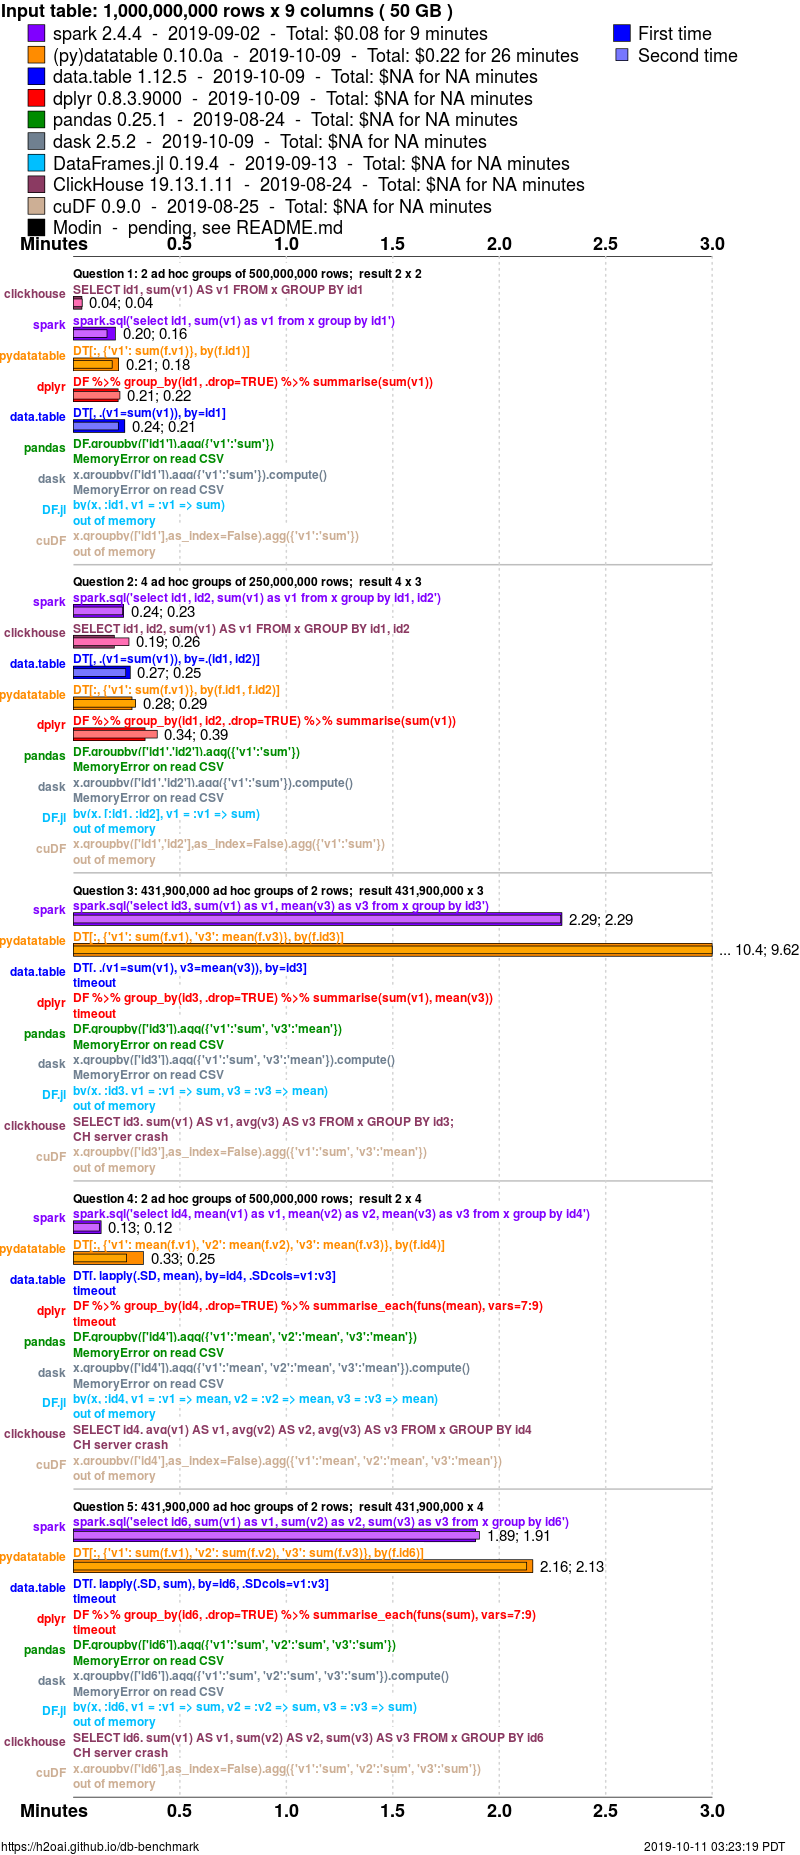 Input table: 1,000,000,000 rows x 9 columns ( 50 GB )
spark 2.4.4 - 2019-09-02 - Total: $0.08 for 9 minutes
First time
(py)datatable 0.10.0a - 2019-10-09 - Total: $0.22 for 26 minutes
Second time
data.table 1.12.5 - 2019-10-09 - Total: $NA for NA minutes
dplyr 0.8.3.9000 - 2019-10-09 - Total: $NA for NA minutes
pandas 0.25.1 - 2019-08-24 - Total: $NA for NA minutes
dask 2.5.2 - 2019-10-09 - Total: $NA for NA minutes
DataFrames.jl 0.19.4 - 2019-09-13 - Total: $NA for NA minutes
ClickHouse 19.13.1.11 - 2019-08-24 - Total: $NA for NA minutes
cuDF 0.9.0 - 2019-08-25 - Total: $NA for NA minutes
Modin - pending, see README.md
Minutes 0.5 1.0 1.5 2.0 2.5 3.0
Question 1: 2 ad hoc groups of 500,000,000 rows; result 2 x 2
clickhouse SELECT id1, sum(v1) AS v1 FROM x GROUP BY id1
0.04; 0.04
spark spark.sql('select id1, sum(v1) as v1 from x group by id1')
0.20; 0.16
pydatatable DT[:, {'v1': sum(f.v1)}, by(f.id1)]
0.21; 0.18
dplyr DF %>% group_by(id1, .drop=TRUE) %>% summarise(sum(v1))
0.21; 0.22
data.table DT[, .(v1=sum(v1)), by=id1]
0.24; 0.21
pandas DF.groupby(['id1']).agg({'v1':'sum'})
MemoryError on read CSV
dask x.groupby(['id1']).agg({'v1':'sum'}).compute()
MemoryError on read CSV
DF.jl by(x, :id1, v1 = :v1 => sum)
out of memory
cuDF x.groupby(['id1'],as_index=False).agg({'v1':'sum'})
out of memory
Question 2: 4 ad hoc groups of 250,000,000 rows; result 4 x 3
spark spark.sql('select id1, id2, sum(v1) as v1 from x group by id1, id2')
0.24; 0.23
clickhouse SELECT id1, id2, sum(v1) AS v1 FROM x GROUP BY id1, id2
0.19; 0.26
data.table DT[, .(v1=sum(v1)), by=.(id1, id2)]
0.27; 0.25
pydatatable DT[:, {'v1': sum(f.v1)}, by(f.id1, f.id2)]
0.28; 0.29
dplyr DF %>% group_by(id1, id2, .drop=TRUE) %>% summarise(sum(v1))
0.34; 0.39
pandas DF.groupby(['id1','id2']).agg({'v1':'sum'})
MemoryError on read CSV
dask x.groupby(['id1','id2']).agg({'v1':'sum'}).compute()
MemoryError on read CSV
DF.jl by(x, [:id1, :id2], v1 = :v1 => sum)
out of memory
cuDF x.groupby(['id1','id2'],as_index=False).agg({'v1':'sum'})
out of memory
Question 3: 431,900,000 ad hoc groups of 2 rows; result 431,900,000 x 3
spark spark.sql('select id3, sum(v1) as v1, mean(v3) as v3 from x group by id3')
2.29; 2.29
pydatatable DT[:, {'v1': sum(f.v1), 'v3': mean(f.v3)}, by(f.id3)]
... 10.4; 9.62
data.table DT[, .(v1=sum(v1), v3=mean(v3)), by=id3]
timeout
dplyr DF %>% group_by(id3, .drop=TRUE) %>% summarise(sum(v1), mean(v3))
timeout
pandas DF.groupby(['id3']).agg({'v1':'sum', 'v3':'mean'})
MemoryError on read CSV
dask x.groupby(['id3']).agg({'v1':'sum', 'v3':'mean'}).compute()
MemoryError on read CSV
DF.jl by(x, :id3, v1 = :v1 => sum, v3 = :v3 => mean)
out of memory
clickhouse SELECT id3, sum(v1) AS v1, avg(v3) AS v3 FROM x GROUP BY id3;
CH server crash
cuDF x.groupby(['id3'],as_index=False).agg({'v1':'sum', 'v3':'mean'})
out of memory
Question 4: 2 ad hoc groups of 500,000,000 rows; result 2 x 4
spark spark.sql('select id4, mean(v1) as v1, mean(v2) as v2, mean(v3) as v3 from x group by id4')
0.13; 0.12
pydatatable DT[:, {'v1': mean(f.v1), 'v2': mean(f.v2), 'v3': mean(f.v3)}, by(f.id4)]
0.33; 0.25
data.table DT[, lapply(.SD, mean), by=id4, .SDcols=v1:v3]
timeout
dplyr DF %>% group_by(id4, .drop=TRUE) %>% summarise_each(funs(mean), vars=7:9)
timeout
pandas DF.groupby(['id4']).agg({'v1':'mean', 'v2':'mean', 'v3':'mean'})
MemoryError on read CSV
dask x.groupby(['id4']).agg({'v1':'mean', 'v2':'mean', 'v3':'mean'}).compute()
MemoryError on read CSV
DF.jl by(x, :id4, v1 = :v1 => mean, v2 = :v2 => mean, v3 = :v3 => mean)
out of memory
clickhouse SELECT id4, avg(v1) AS v1, avg(v2) AS v2, avg(v3) AS v3 FROM x GROUP BY id4
CH server crash
cuDF x.groupby(['id4'],as_index=False).agg({'v1':'mean', 'v2':'mean', 'v3':'mean'})
out of memory
Question 5: 431,900,000 ad hoc groups of 2 rows; result 431,900,000 x 4
spark spark.sql('select id6, sum(v1) as v1, sum(v2) as v2, sum(v3) as v3 from x group by id6')
1.89; 1.91
pydatatable DT[:, {'v1': sum(f.v1), 'v2': sum(f.v2), 'v3': sum(f.v3)}, by(f.id6)]
2.16; 2.13
data.table DT[, lapply(.SD, sum), by=id6, .SDcols=v1:v3]
timeout
dplyr DF %>% group_by(id6, .drop=TRUE) %>% summarise_each(funs(sum), vars=7:9)
timeout
pandas DF.groupby(['id6']).agg({'v1':'sum', 'v2':'sum', 'v3':'sum'})
MemoryError on read CSV
dask x.groupby(['id6']).agg({'v1':'sum', 'v2':'sum', 'v3':'sum'}).compute()
MemoryError on read CSV
DF.jl by(x, :id6, v1 = :v1 => sum, v2 = :v2 => sum, v3 = :v3 => sum)
out of memory
clickhouse SELECT id6, sum(v1) AS v1, sum(v2) AS v2, sum(v3) AS v3 FROM x GROUP BY id6
CH server crash
cuDF x.groupby(['id6'],as_index=False).agg({'v1':'sum', 'v2':'sum', 'v3':'sum'})
out of memory
Minutes 0.5 1.0 1.5 2.0 2.5 3.0
https://h2oai.github.io/db-benchmark
2019-10-11 03:23:19 PDT